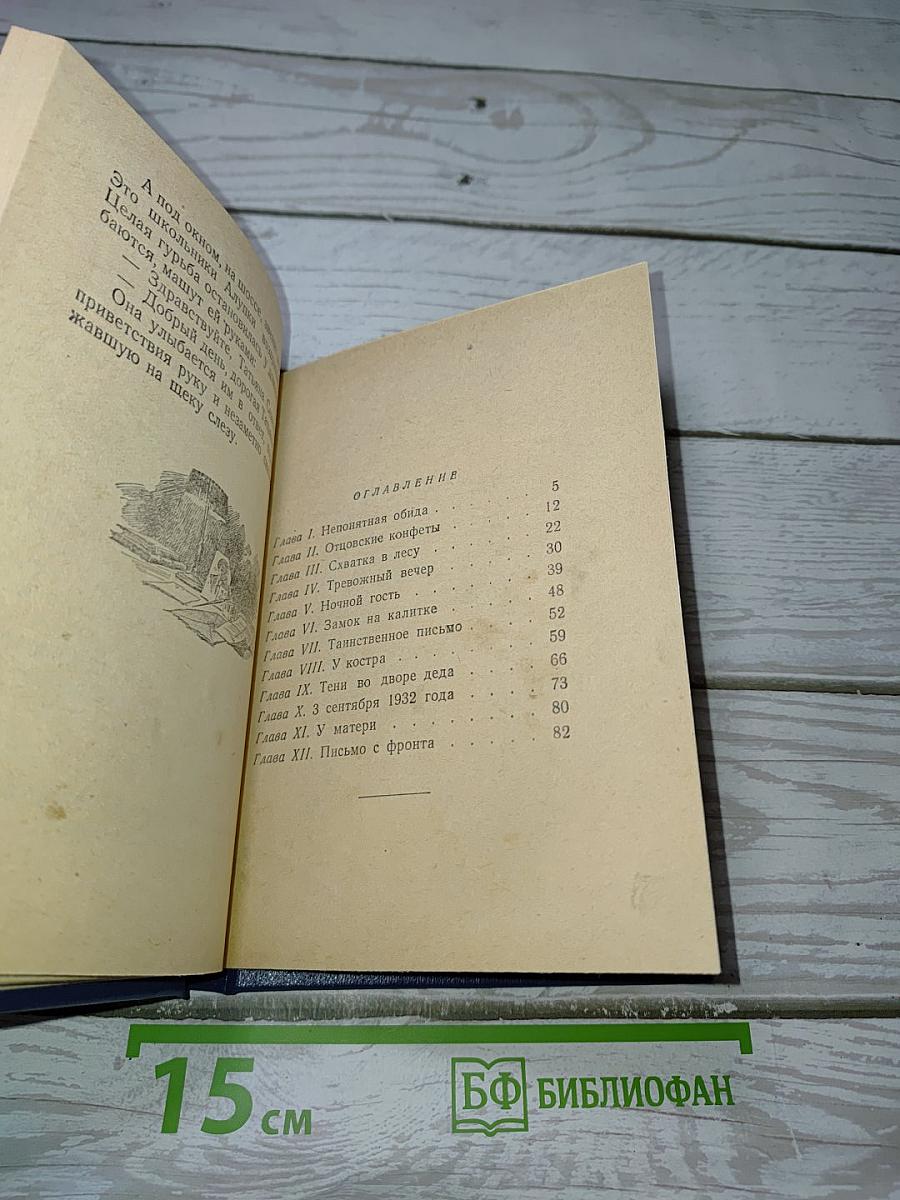 А под окном, на шоссе
Это школьники Алупки
Целая гурьба остановилась у
баются, машут ей руками:
— Здравствуйте, Татьяна
— Добрый день, дорогая
Она улыбается им в ответ,
приветствия руку и незаметно
жавшую на щеку слезу.
ОГЛАВЛЕНИЕ
Глава I. Непонятная обида . . . . . . 5
Глава II. Отцовские конфеты . . . . . . 12
Глава III. Схватка в лесу . . . . . . 22
Глава IV. Тревожный вечер . . . . . . 30
Глава V. Ночной гость . . . . . . 39
Глава VI. Замок на калитке . . . . . . 48
Глава VII. Таинственное письмо . . . . . . 52
Глава VIII. У костра . . . . . . 59
Глава IX. Тени во дворе деда . . . . . . 66
Глава X. 3 сентября 1932 года . . . . . . 73
Глава XI. У матери . . . . . . 80
Глава XII. Письмо с фронта . . . . . . 82
15 см
БФ БИБЛИОФАН